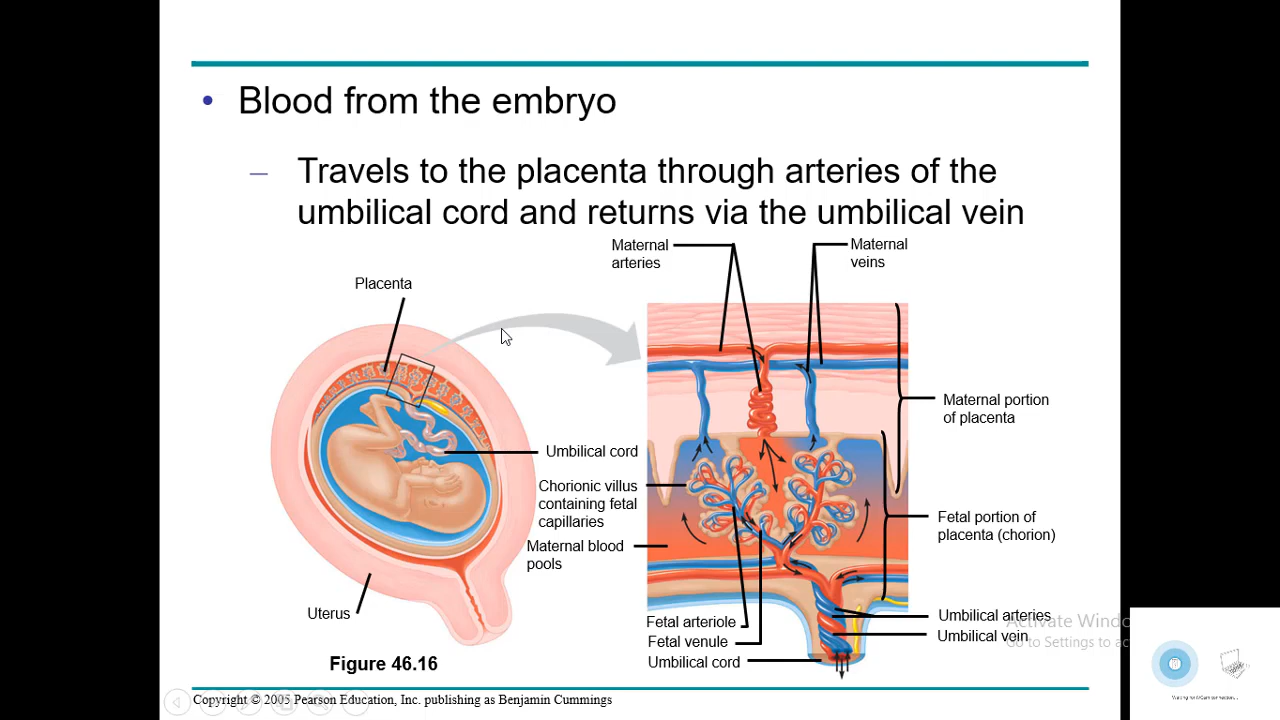 • Blood from the embryo
– Travels to the placenta through arteries of the
umbilical cord and returns via the umbilical vein
Maternal
arteries
Maternal
veins
Placenta
Maternal portion
of placenta
Umbilical cord
Chorionic villus
containing fetal
capillaries
Maternal blood
pools
Fetal portion of
placenta (chorion)
Uterus
Fetal arteriole
Fetal venule
Umbilical cord
Umbilical arteries
Umbilical vein
Activate Windo
Go to Settings to ac
Figure 46.16
Copyright © 2005 Pearson Education, Inc. publishing as Benjamin Cummings